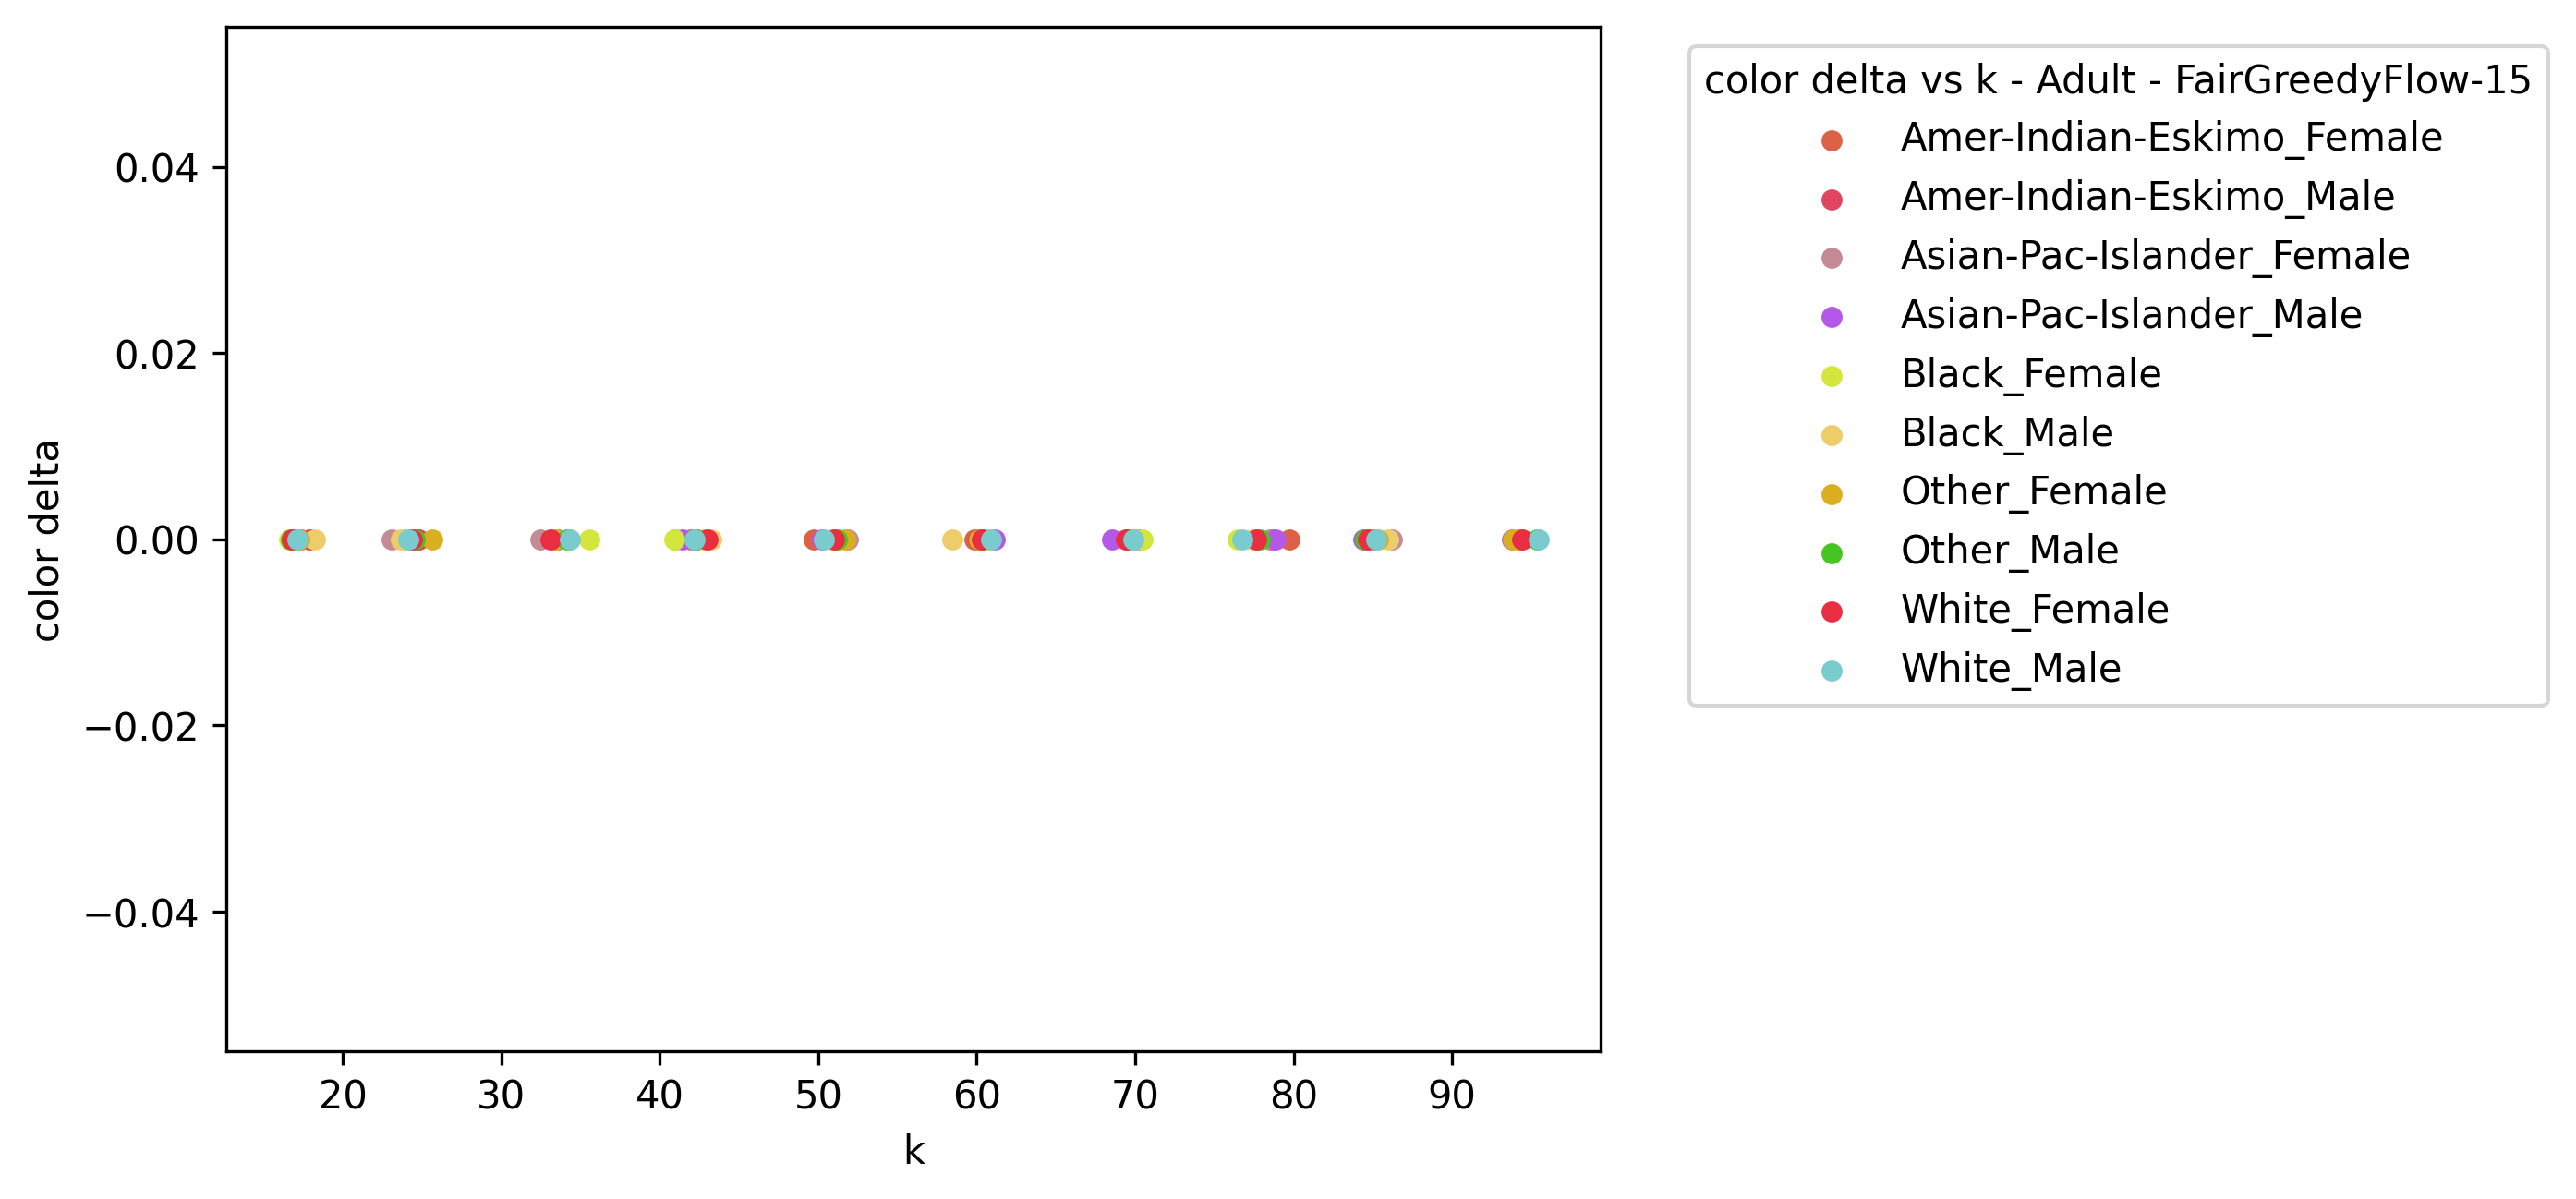 0.04
0.02
0.00
−0.02
−0.04
color delta
20 30 40 50 60 70 80 90
k
color delta vs k - Adult - FairGreedyFlow-15
Amer-Indian-Eskimo_Female
Amer-Indian-Eskimo_Male
Asian-Pac-Islander_Female
Asian-Pac-Islander_Male
Black_Female
Black_Male
Other_Female
Other_Male
White_Female
White_Male